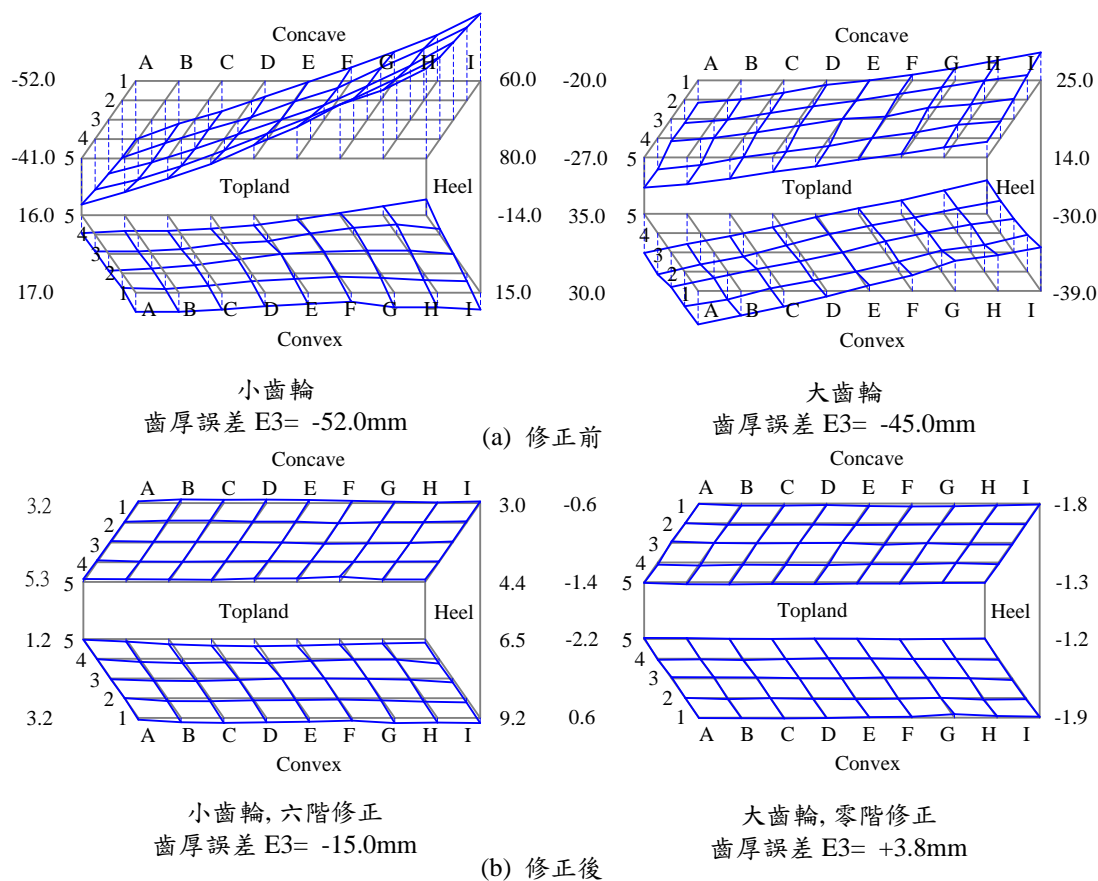 Concave Concave
A B C D E F G H I A B C D E F G H I
-52.0 1 60.0 -20.0 1 25.0
2 2
3 3
4 4
-41.0 5 80.0 -27.0 5 14.0
Topland Heel Topland Heel
16.0 5 -14.0 35.0 5 -30.0
4 4
3 3
2 2
17.0 1 15.0 30.0 1 -39.0
A B C D E F G H I A B C D E F G H I
Convex Convex
小齒輪 大齒輪
齒厚誤差 E3= -52.0mm 齒厚誤差 E3= -45.0mm
(a) 修正前
Concave Concave
A B C D E F G H I A B C D E F G H I
3.2 1 3.0 -0.6 1 -1.8
2 2
3 3
4 4
5.3 5 4.4 -1.4 5 -1.3
Topland Heel Topland Heel
1.2 5 6.5 -2.2 5 -1.2
4 4
3 3
2 2
3.2 1 9.2 0.6 1 -1.9
A B C D E F G H I A B C D E F G H I
Convex Convex
小齒輪, 六階修正 大齒輪, 零階修正
齒厚誤差 E3= -15.0mm 齒厚誤差 E3= +3.8mm
(b) 修正後